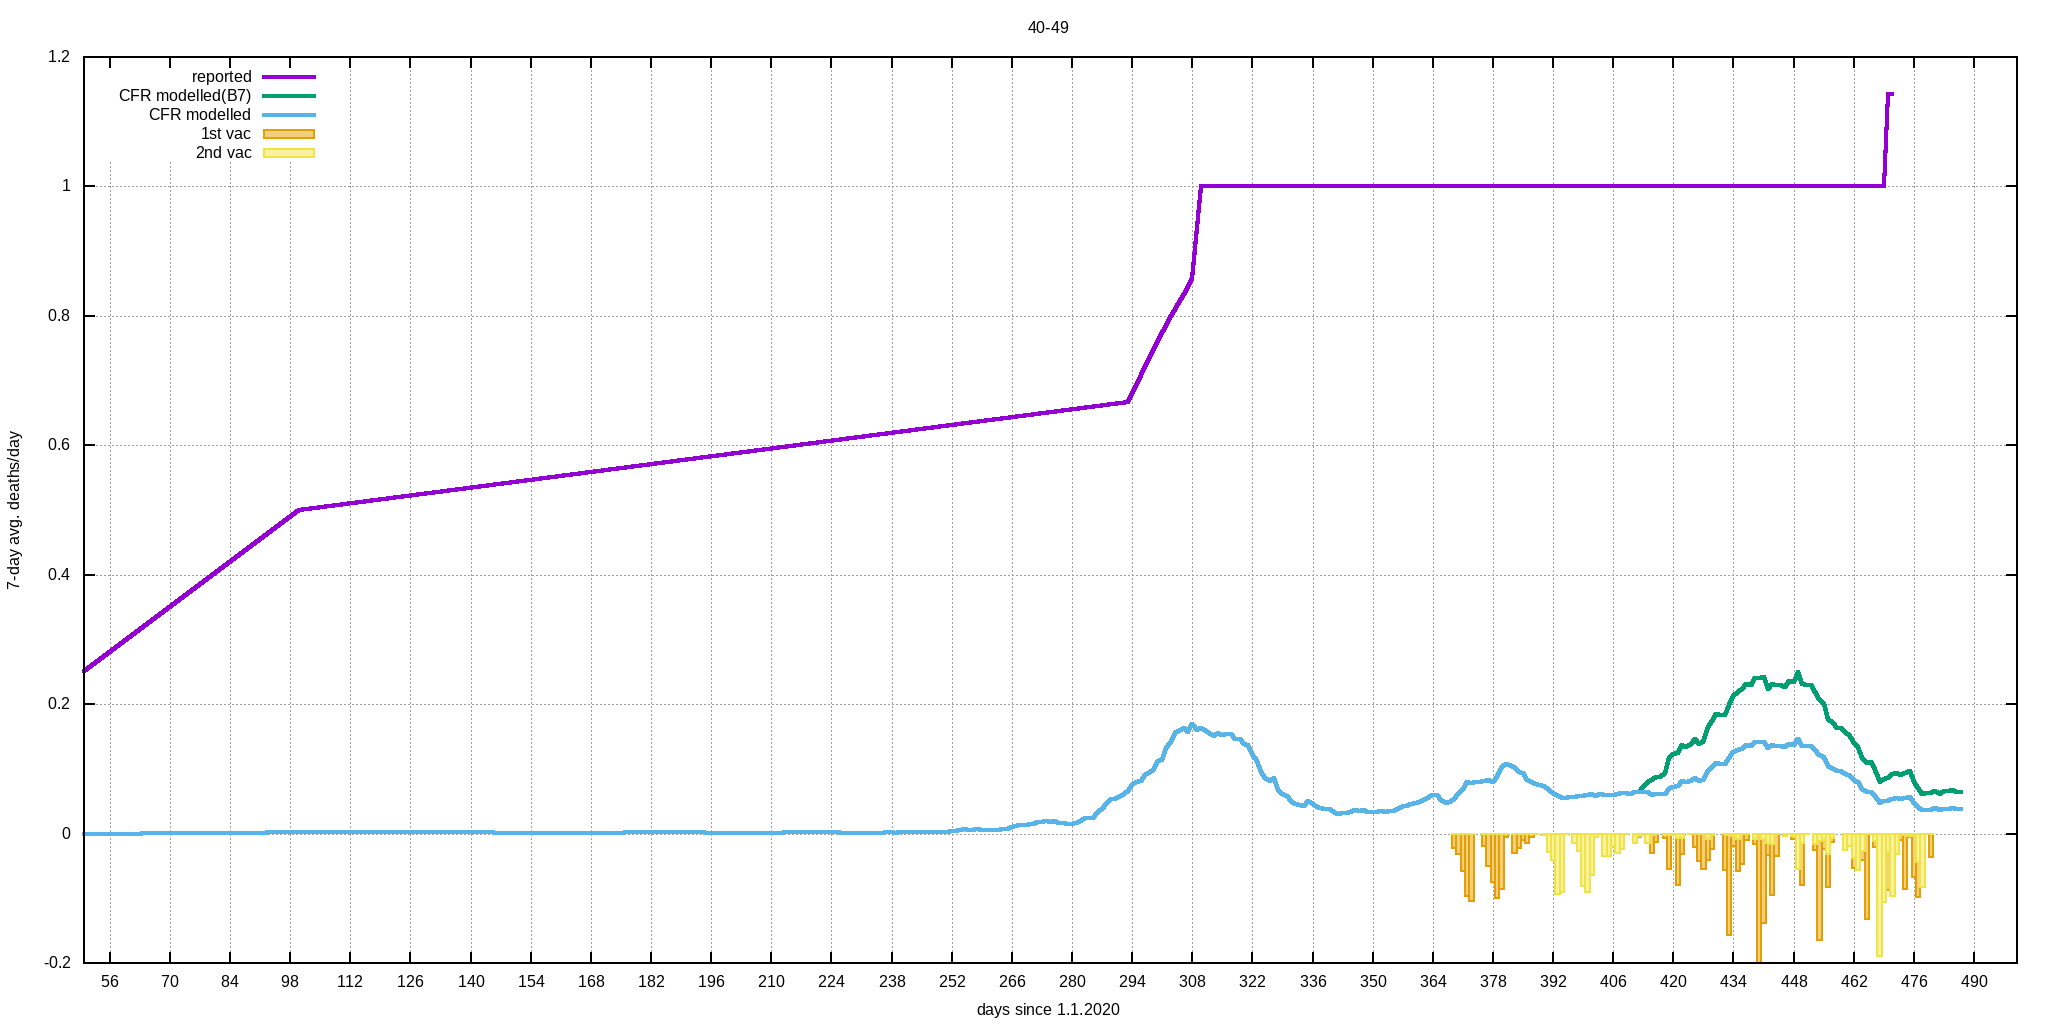 40-49
1.2
1
0.8
0.6
0.4
0.2
0
-0.2
7-day avg. deaths/day
reported
CFR modelled(B7)
CFR modelled
1st vac
2nd vac
56 70 84 98 112 126 140 154 168 182 196 210 224 238 252 266 280 294 308 322 336 350 364 378 392 406 420 434 448 462 476 490
days since 1.1.2020